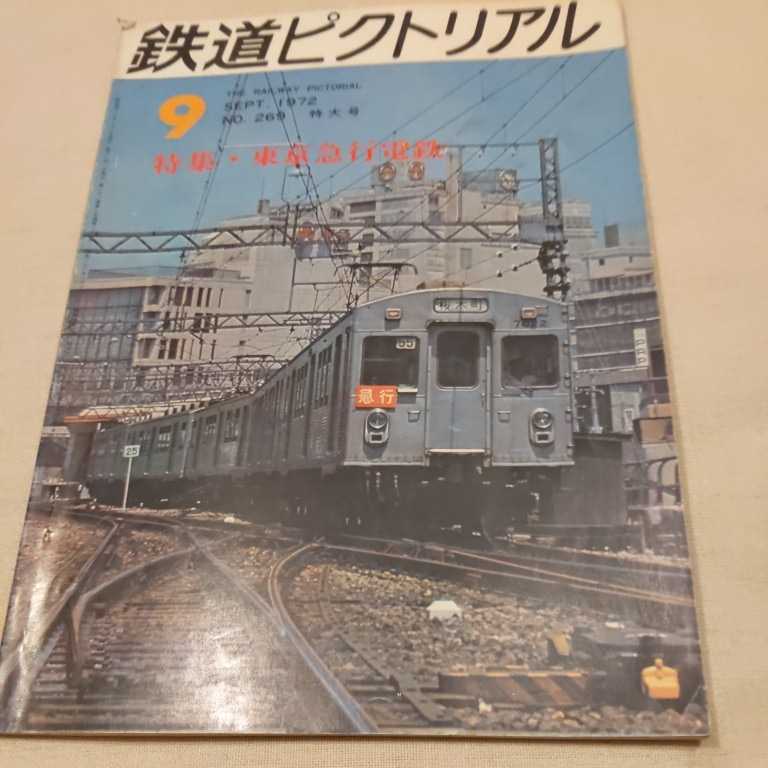 鉄道ピクトリアル
THE RAILWAY PICTORIAL
9
SEPT. 1972
NO. 269 特大号
特集・東京急行電鉄
桜木町
55
急行
25